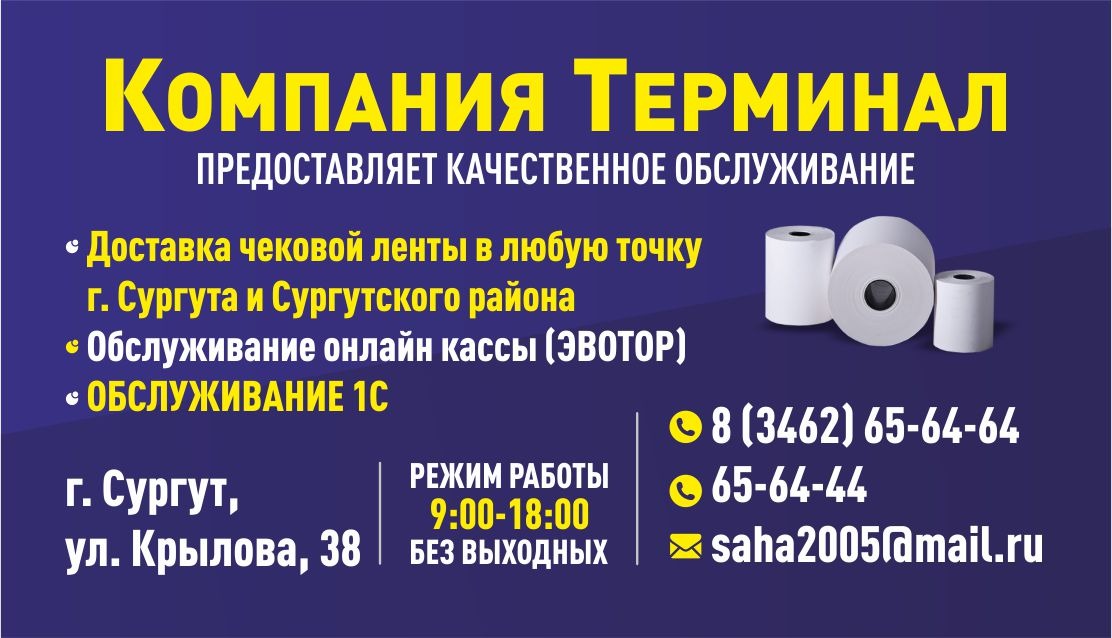 Компания Терминал
ПРЕДОСТАВЛЯЕТ КАЧЕСТВЕННОЕ ОБСЛУЖИВАНИЕ
Доставка чековой ленты в любую точку
г. Сургута и Сургутского района
Обслуживание онлайн кассы (ЭВОТОР)
ОБСЛУЖИВАНИЕ 1С
г. Сургут,
ул. Крылова, 38
РЕЖИМ РАБОТЫ
9:00-18:00
БЕЗ ВЫХОДНЫХ
8 (3462) 65-64-64
65-64-44
saha2005@mail.ru